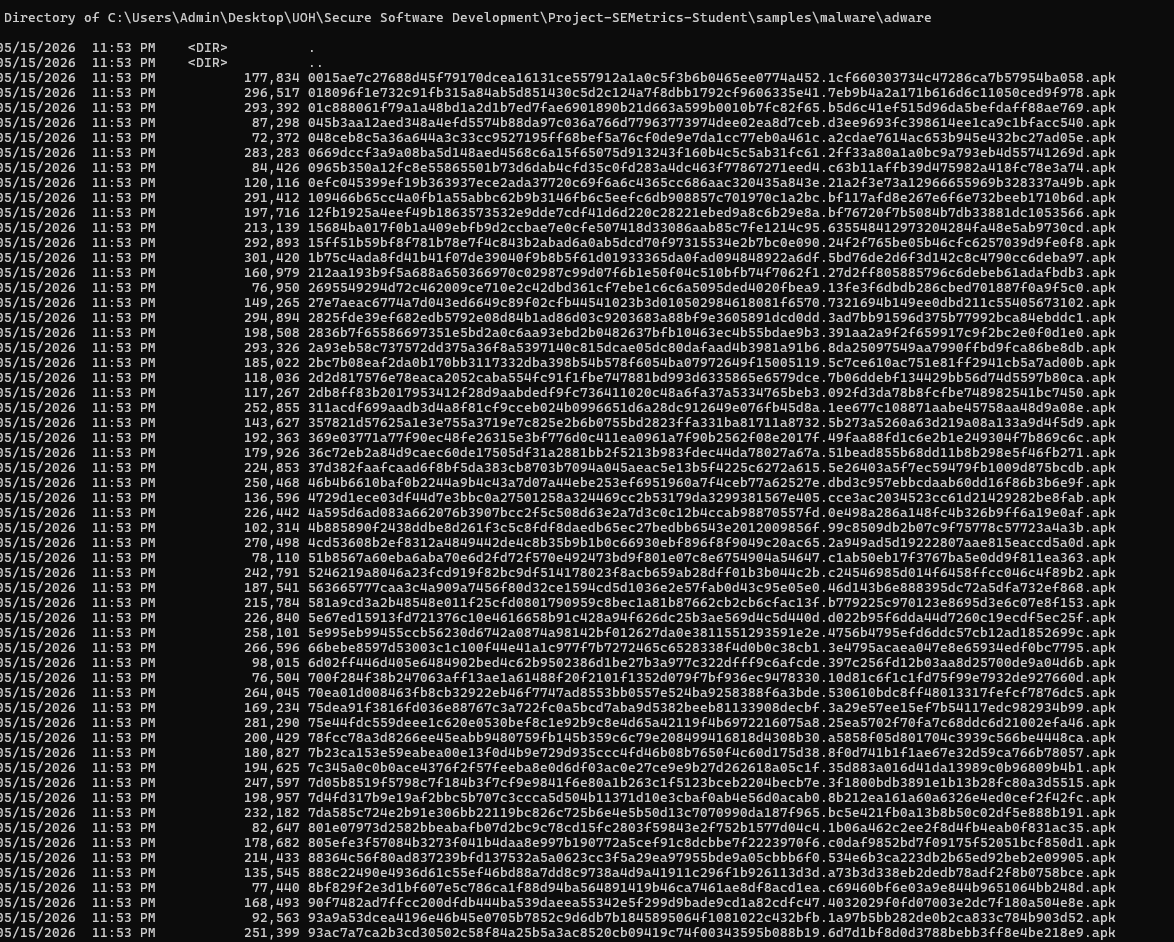 Directory of C:\Users\Admin\Desktop\UOH\Secure Software Development\Project-SEMetrics-Student\samples\malware\adware
05/15/2026 11:53 PM <DIR> .
05/15/2026 11:53 PM <DIR> ..
05/15/2026 11:53 PM 177,834 0015ae7c27688d45f79170dcea16131ce557912a1a0c5f3b6b0465ee0774a452.1cf660303734c47286ca7b57954ba058.apk
05/15/2026 11:53 PM 296,517 018096f1e732c91fb315a84ab5d851430c5d2c124a7f8dbb1792cf9606335e41.7eb9b4a2a171b616d6c11050ced9f978.apk
05/15/2026 11:53 PM 293,392 01c888061f79a1a48bd1a2d1b7ed7fae6901890b21d663a599b0010b7fc82f65.b5d6c41ef515d96da5befdaff88ae769.apk
05/15/2026 11:53 PM 87,298 045b3aa12aed348a4efd5574b88da97c036a766d77963773974dee02ea8d7ceb.d3ee9693fc398614ee1ca9c1bfacc540.apk
05/15/2026 11:53 PM 72,372 048ceb8c5a36a644a3c33cc9527195ff68bef5a76cf0de9e7da1cc77eb0a461c.a2cdae7614ac653b945e432bc27ad05e.apk
05/15/2026 11:53 PM 283,283 0669dccf3a9a08ba5d148aed4568c6a15f65075d913243f160b4c5c5ab31fc61.2ff33a80a1a0bc9a793eb4d55741269d.apk
05/15/2026 11:53 PM 84,426 0965b350a12fc8e55865501b73d6dab4cfd35c0fd283a4dc463f77867271eed4.c63b11affb39d475982a418fc78e3a74.apk
05/15/2026 11:53 PM 120,116 0efc045399ef19b363937ece2ada37720c69f6a6c4365cc686aac320435a843e.21a2f3e73a12966655969b328337a49b.apk
05/15/2026 11:53 PM 291,412 109466b65cc4a0fb1a55abbc62b9b3146fb6c5eefc6db908857c701970c1a2bc.bf117afd8e267e6f6e732beeb1710b6d.apk
05/15/2026 11:53 PM 197,716 12fb1925a4eef49b1863573532e9dde7cdf41d6d220c28221ebed9a8c6b29e8a.bf76720f7b5084b7db33881dc1053566.apk
05/15/2026 11:53 PM 213,139 15684ba017f0b1a409ebfb9d2ccbae7e0cfe507418d33086aab85c7fe1214c95.635548412973204284fa48e5ab9730cd.apk
05/15/2026 11:53 PM 292,893 15ff51b59bf8f781b78e7f4c843b2abad6a0ab5dcd70f97315534e2b7bc0e090.24f2f765be05b46cfc6257039d9fe0f8.apk
05/15/2026 11:53 PM 301,420 1b75c4ada8fd41b41f07de39040f9b8b5f61d01933365da0fad094848922a6df.5bd76de2d6f3d142c8c4790cc6deba97.apk
05/15/2026 11:53 PM 160,979 212aa193b9f5a688a650366970c02987c99d07f6b1e50f04c510bfb74f7062f1.27d2ff805885796c6debeb61adafbdb3.apk
05/15/2026 11:53 PM 76,950 2695549294d72c462009ce710e2c42dbd361cf7ebe1c6c6a5095ded4020fbea9.13fe3f6dbdb286cbed701887f0a9f5c0.apk
05/15/2026 11:53 PM 149,265 27e7aeac6774a7d043ed6649c89f02cfb44541023b3d010502984618081f6570.7321694b149ee0dbd211c55405673102.apk
05/15/2026 11:53 PM 294,894 2825fde39ef682edb5792e08d84b1ad86d03c9203683a88bf9e3605891dcd0dd.3ad7bb91596d375b77992bca84ebddc1.apk
05/15/2026 11:53 PM 198,508 2836b7f65586697351e5bd2a0c6aa93ebd2b0482637bfb10463ec4b55bdae9b3.391aa2a9f2f659917c9f2bc2e0f0d1e0.apk
05/15/2026 11:53 PM 293,326 2a93eb58c737572dd375a36f8a5397140c815dcae05dc80dafaad4b3981a91b6.8da25097549aa7990ffbd9fca86be8db.apk
05/15/2026 11:53 PM 185,022 2bc7b08eaf2da0b170bb3117332dba398b54b578f6054ba07972649f15005119.5c7ce610ac751e81ff2941cb5a7ad00b.apk
05/15/2026 11:53 PM 118,036 2d2d817576e78eaca2052caba554fc91f1fbe747881bd993d6335865e6579dce.7b06ddebf134429bb56d74d5597b80ca.apk
05/15/2026 11:53 PM 117,267 2db8ff83b2017953412f28d9aabdedf9fc736411020c48a6fa37a5334765beb3.092fd3da78b8fcfbe748982541bc7450.apk
05/15/2026 11:53 PM 252,855 311acdf699aadb3d4a8f81cf9cceb024b0996651d6a28dc912649e076fb45d8a.1ee677c108871aabe45758aa48d9a08e.apk
05/15/2026 11:53 PM 143,627 357821d57625a1e3e755a3719e7c825e2b6b0755bd2823ffa331ba81711a8732.5b273a5260a63d219a08a133a9d4f5d9.apk
05/15/2026 11:53 PM 192,363 369e03771a77f90ec48fe26315e3bf776d0c411ea0961a7f90b2562f08e2017f.49faa88fd1c6e2b1e249304f7b869c6c.apk
05/15/2026 11:53 PM 179,926 36c72eb2a84d9caec60de17505df31a2881bb2f5213b983fdec44da78027a67a.51bead855b68dd11b8b298e5f46fb271.apk
05/15/2026 11:53 PM 224,853 37d382faafcaad6f8bf5da383cb8703b7094a045aeac5e13b5f4225c6272a615.5e26403a5f7ec59479fb1009d875bcdb.apk
05/15/2026 11:53 PM 250,468 46b4b6610baf0b2244a9b4c43a7d07a44ebe253ef6951960a7f4ceb77a62527e.dbd3c957ebbcdaab60dd16f86b3b6e9f.apk
05/15/2026 11:53 PM 136,596 4729d1ece03df44d7e3bbc0a27501258a324469cc2b53179da3299381567e405.cce3ac2034523cc61d21429282be8fab.apk
05/15/2026 11:53 PM 226,442 4a595d6ad083a662076b3907bcc2f5c508d63e2a7d3c0c12b4ccab98870557fd.0e498a286a148fc4b326b9ff6a19e0af.apk
05/15/2026 11:53 PM 102,314 4b885890f2438ddbe8d261f3c5c8fdf8daedb65ec27bedbb6543e2012009856f.99c8509db2b07c9f75778c57723a4a3b.apk
05/15/2026 11:53 PM 270,498 4cd53608b2ef8312a4849442de4c8b35b9b1b0c66930ebf896f8f9049c20ac65.2a949ad5d19222807aae815eaccd5a0d.apk
05/15/2026 11:53 PM 78,110 51b8567a60eba6aba70e6d2fd72f570e492473bd9f801e07c8e6754904a54647.c1ab50eb17f3767ba5e0dd9f811ea363.apk
05/15/2026 11:53 PM 242,791 5246219a8046a23fcd919f82bc9df514178023f8acb659ab28dff01b3b044c2b.c24546985d014f6458ffcc046c4f89b2.apk
05/15/2026 11:53 PM 187,541 563665777caa3c4a909a7456f80d32ce1594cd5d1036e2e57fab0d43c95e05e0.46d143b6e888395dc72a5dfa732ef868.apk
05/15/2026 11:53 PM 215,784 581a9cd3a2b48548e011f25cfd0801790959c8bec1a81b87662cb2cb6cfac13f.b779225c970123e8695d3e6c07e8f153.apk
05/15/2026 11:53 PM 226,840 5e67ed15913fd721376c10e4616658b91c428a94f626dc25b3ae569d4c5d440d.d022b95f6dda44d7260c19ecdf5ec25f.apk
05/15/2026 11:53 PM 258,101 5e995eb99455ccb56230d6742a0874a98142bf012627da0e3811551293591e2e.4756b4795efd6ddc57cb12ad1852699c.apk
05/15/2026 11:53 PM 266,596 66bebe8597d53003c1c100f44e41a1c977f7b7272465c6528338f4d0b0c38cb1.3e4795acaea047e8e65934edf0bc7795.apk
05/15/2026 11:53 PM 98,015 6d02ff446d405e6484902bed4c62b9502386d1be27b3a977c322dfff9c6afcde.397c256fd12b03aa8d25700de9a04d6b.apk
05/15/2026 11:53 PM 76,504 700f284f38b247063aff13ae1a61488f20f2101f1352d079f7bf936ec9478330.10d81c6f1c1fd75f99e7932de927660d.apk
05/15/2026 11:53 PM 264,045 70ea01d008463fb8cb32922eb46f7747ad8553bb0557e524ba9258388f6a3bde.530610bdc8ff48013317fefcf7876dc5.apk
05/15/2026 11:53 PM 169,234 75dea91f3816fd036e88767c3a722fc0a5bcd7aba9d5382beeb81133908decbf.3a29e57ee15ef7b54117edc982934b99.apk
05/15/2026 11:53 PM 281,290 75e44fdc559deee1c620e0530bef8c1e92b9c8e4d65a42119f4b6972216075a8.25ea5702f70fa7c68ddc6d21002efa46.apk
05/15/2026 11:53 PM 200,429 78fcc78a3d8266ee45eabb9480759fb145b359c6c79e208499416818d4308b30.a5858f05d801704c3939c566be4448ca.apk
05/15/2026 11:53 PM 180,827 7b23ca153e59eabea00e13f0d4b9e729d935ccc4fd46b08b7650f4c60d175d38.8f0d741b1f1ae67e32d59ca766b78057.apk
05/15/2026 11:53 PM 194,625 7c345a0c0b0ace4376f2f57feeba8e0d6df03ac0e27ce9e9b27d262618a05c1f.35d883a016d41da13989c0b96809b4b1.apk
05/15/2026 11:53 PM 247,597 7d05b8519f5798c7f184b3f7cf9e9841f6e80a1b263c1f5123bceb2204becb7e.3f1800bdb3891e1b13b28fc80a3d5515.apk
05/15/2026 11:53 PM 198,957 7d4fd317b9e19af2bbc5b707c3ccca5d504b11371d10e3cbaf0ab4e56d0acab0.8b212ea161a60a6326e4ed0cef2f42fc.apk
05/15/2026 11:53 PM 232,182 7da585c724e2b91e306bb22119bc826c725b6e4e5b50d13c7070990da187f965.bc5e421fb0a13b8b50c02df5e888b191.apk
05/15/2026 11:53 PM 82,647 801e07973d2582bbeabafb07d2bc9c78cd15fc2803f59843e2f752b1577d04c4.1b06a462c2ee2f8d4fb4eab0f831ac35.apk
05/15/2026 11:53 PM 178,682 805efe3f57084b3273f041b4daa8e997b190772a5cef91c8dcbbe7f2223970f6.c0daf9852bd7f09175f52051bcf850d1.apk
05/15/2026 11:53 PM 214,433 88364c56f80ad837239bfd137532a5a0623cc3f5a29ea97955bde9a05cbbb6f0.534e6b3ca223db2b65ed92beb2e09905.apk
05/15/2026 11:53 PM 135,545 888c22490e4936d61c55ef46bd88a7dd8c9738a4d9a41911c296f1b926113d3d.a73b3d338eb2dedb78adf2f8b0758bce.apk
05/15/2026 11:53 PM 77,440 8bf829f2e3d1bf607e5c786ca1f88d94ba564891419b46ca7461ae8df8acd1ea.c69460bf6e03a9e844b9651064bb248d.apk
05/15/2026 11:53 PM 168,493 90f7482ad7ffcc200dfdb444ba539daeea55342e5f299d9bade9cd1a82cdfc47.4032029f0fd07003e2dc7f180a504e8e.apk
05/15/2026 11:53 PM 92,563 93a9a53dcea4196e46b45e0705b7852c9d6db7b1845895064f1081022c432bfb.1a97b5bb282de0b2ca833c784b903d52.apk
05/15/2026 11:53 PM 251,399 93ac7a7ca2b3cd30502c58f84a25b5a3ac8520cb09419c74f00343595b088b19.6d7d1bf8d0d3788bebb3ff8e4be218e9.apk